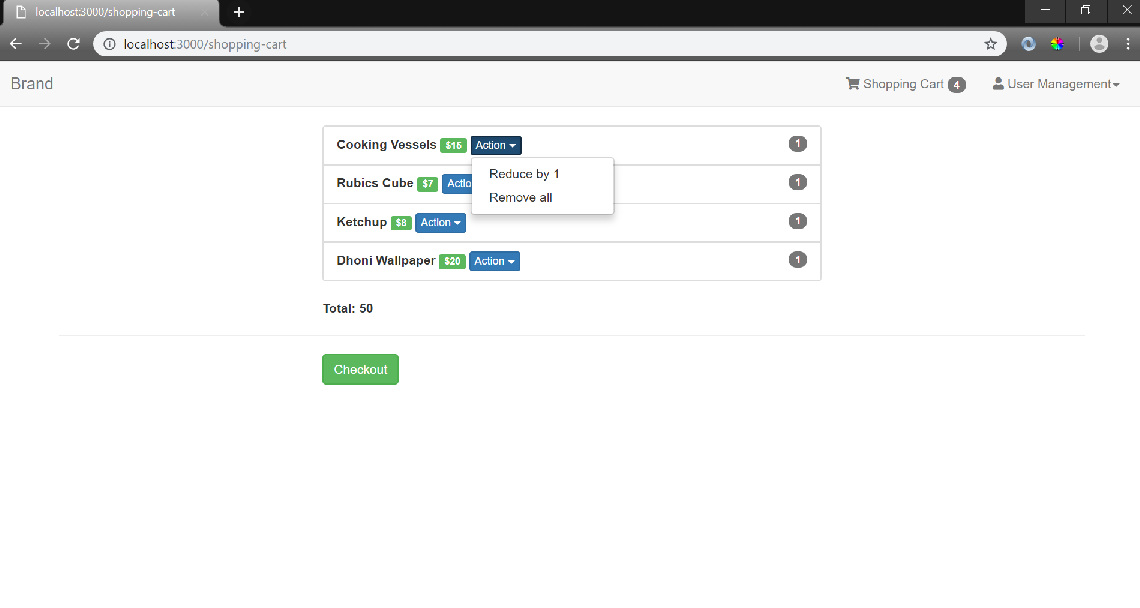 localhost:3000/shopping-cart
localhost:3000/shopping-cart
Brand
Shopping Cart 4 User Management
Cooking Vessels $15 Action 1
Reduce by 1
Remove all
Rubics Cube $7 Actio 1
Ketchup $8 Action 1
Dhoni Wallpaper $20 Action 1
Total: 50
Checkout